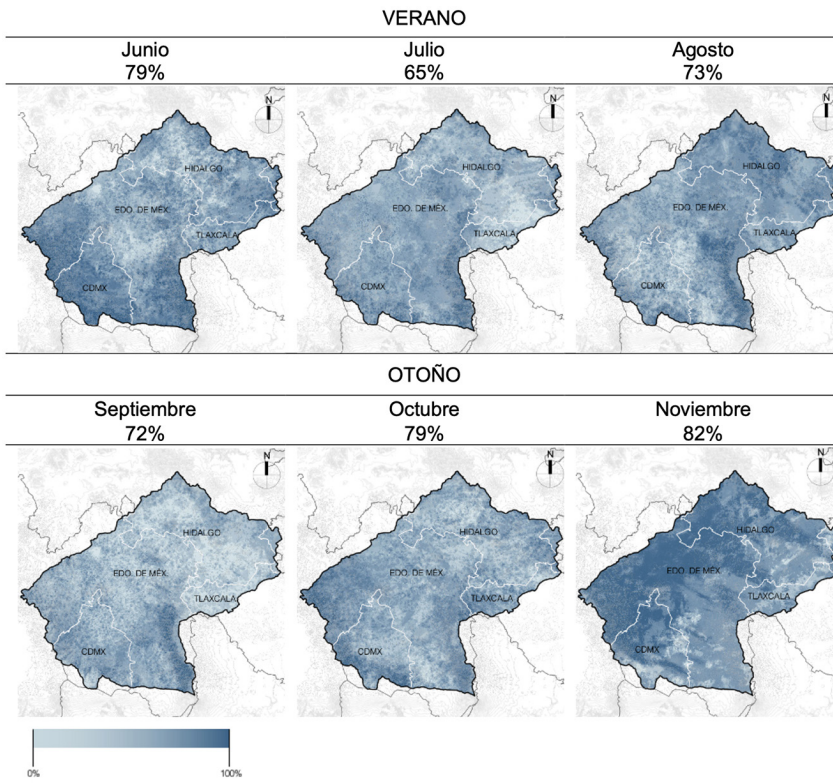 VERANO
Junio Julio Agosto
79% 65% 73%
N N N
HIDALGO HIDALGO HIDALGO
EDO. DE MÉX. EDO. DE MÉX. EDO. DE MÉX.
TLAXCALA TLAXCALA TLAXCALA
CDMX CDMX CDMX
OTOÑO
Septiembre Octubre Noviembre
72% 79% 82%
N N N
HIDALGO HIDALGO HIDALGO
EDO. DE MÉX. EDO. DE MÉX. EDO. DE MÉX.
TLAXCALA TLAXCALA TLAXCALA
CDMX CDMX CDMX
0% 100%